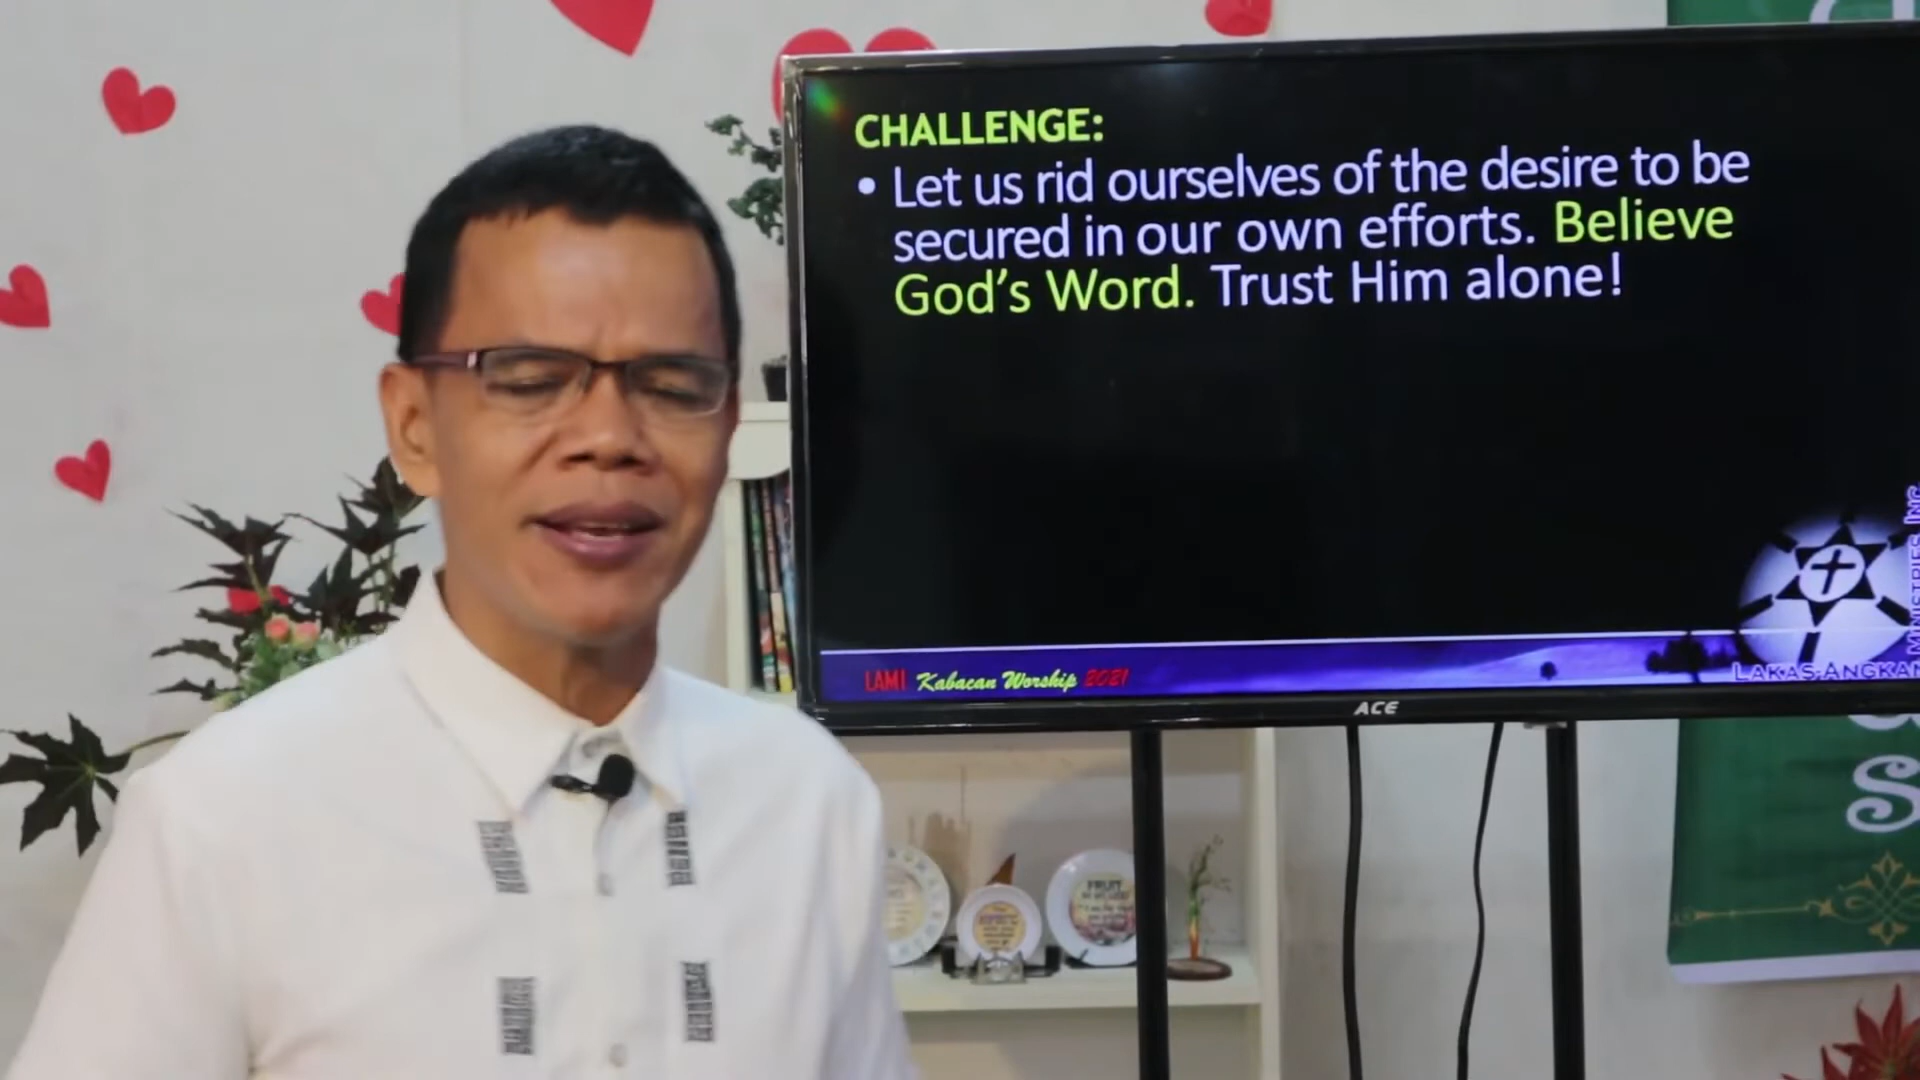 CHALLENGE:
• Let us rid ourselves of the desire to be
secured in our own efforts. Believe
God's Word. Trust Him alone!
LAMI Kabacan Worship 2021
LAKAS-ANGKAN
MINISTRIES, INC.
ACE
FRUIT
s